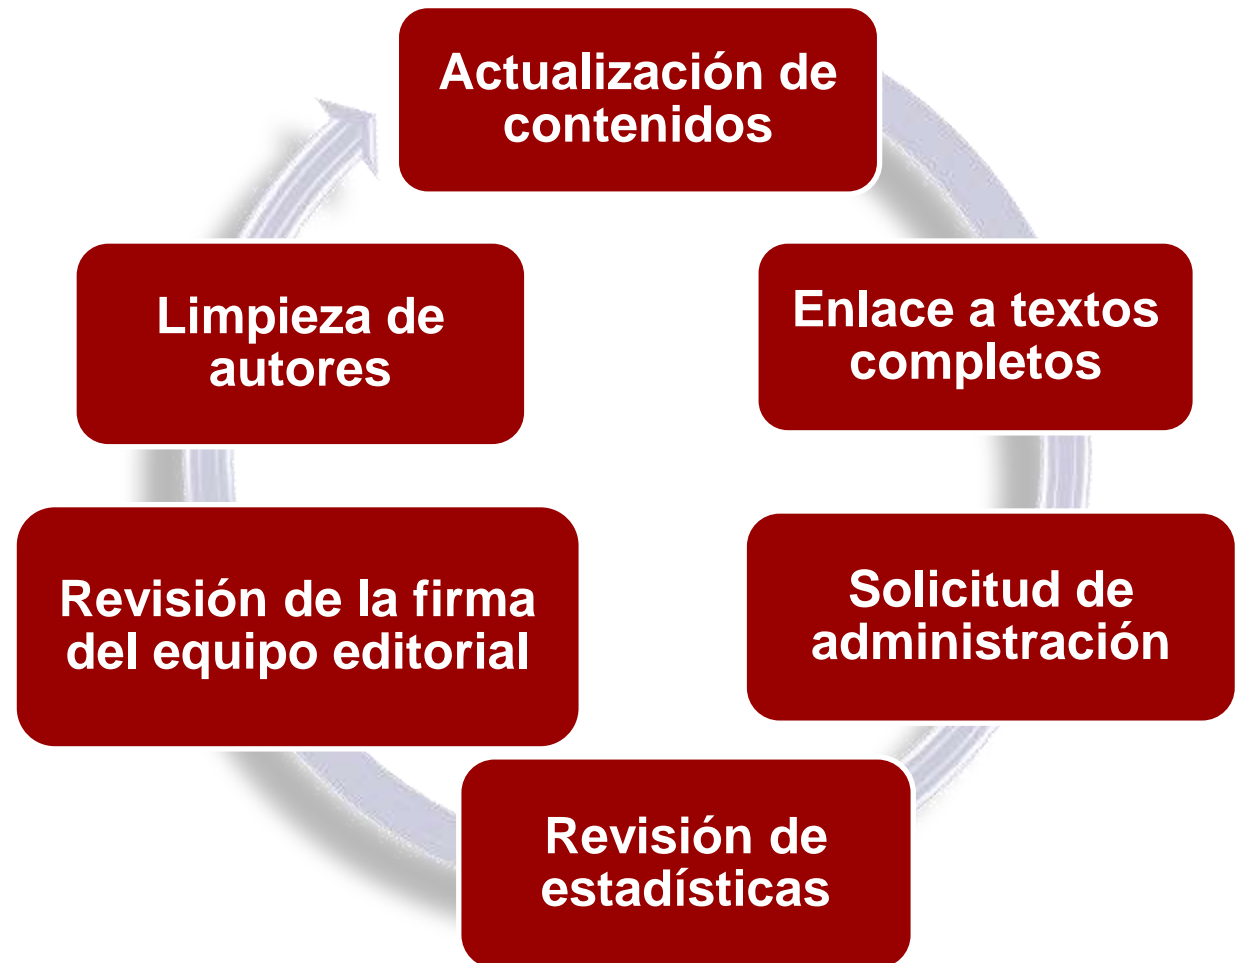 Actualización de
contenidos
Enlace a textos
completos
Solicitud de
administración
Revisión de
estadísticas
Revisión de la firma
del equipo editorial
Limpieza de
autores